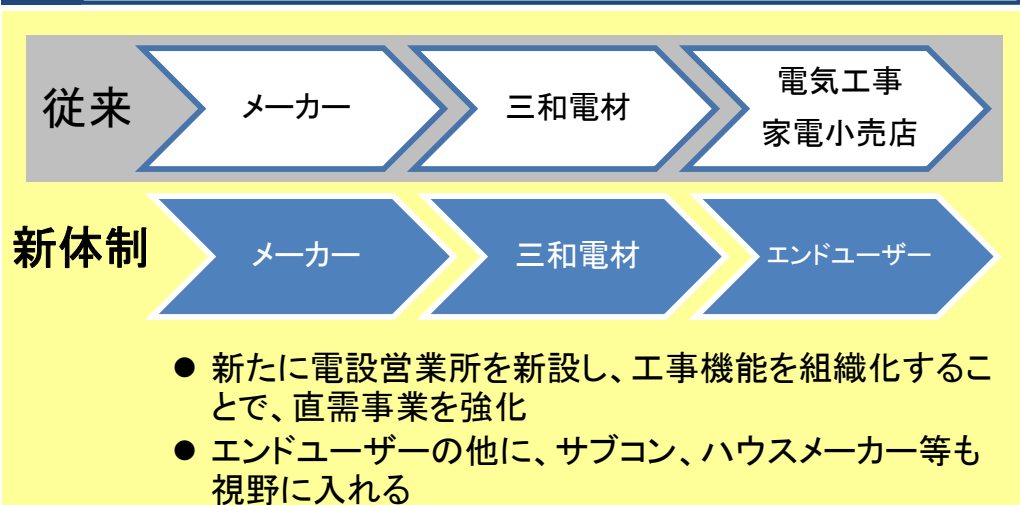 従来
メーカー
三和電材
電気工事
家電小売店
新体制
メーカー
三和電材
エンドユーザー
● 新たに電設営業所を新設し、工事機能を組織化するこ
とで、直需事業を強化
● エンドユーザーの他に、サブコン、ハウスメーカー等も
視野に入れる